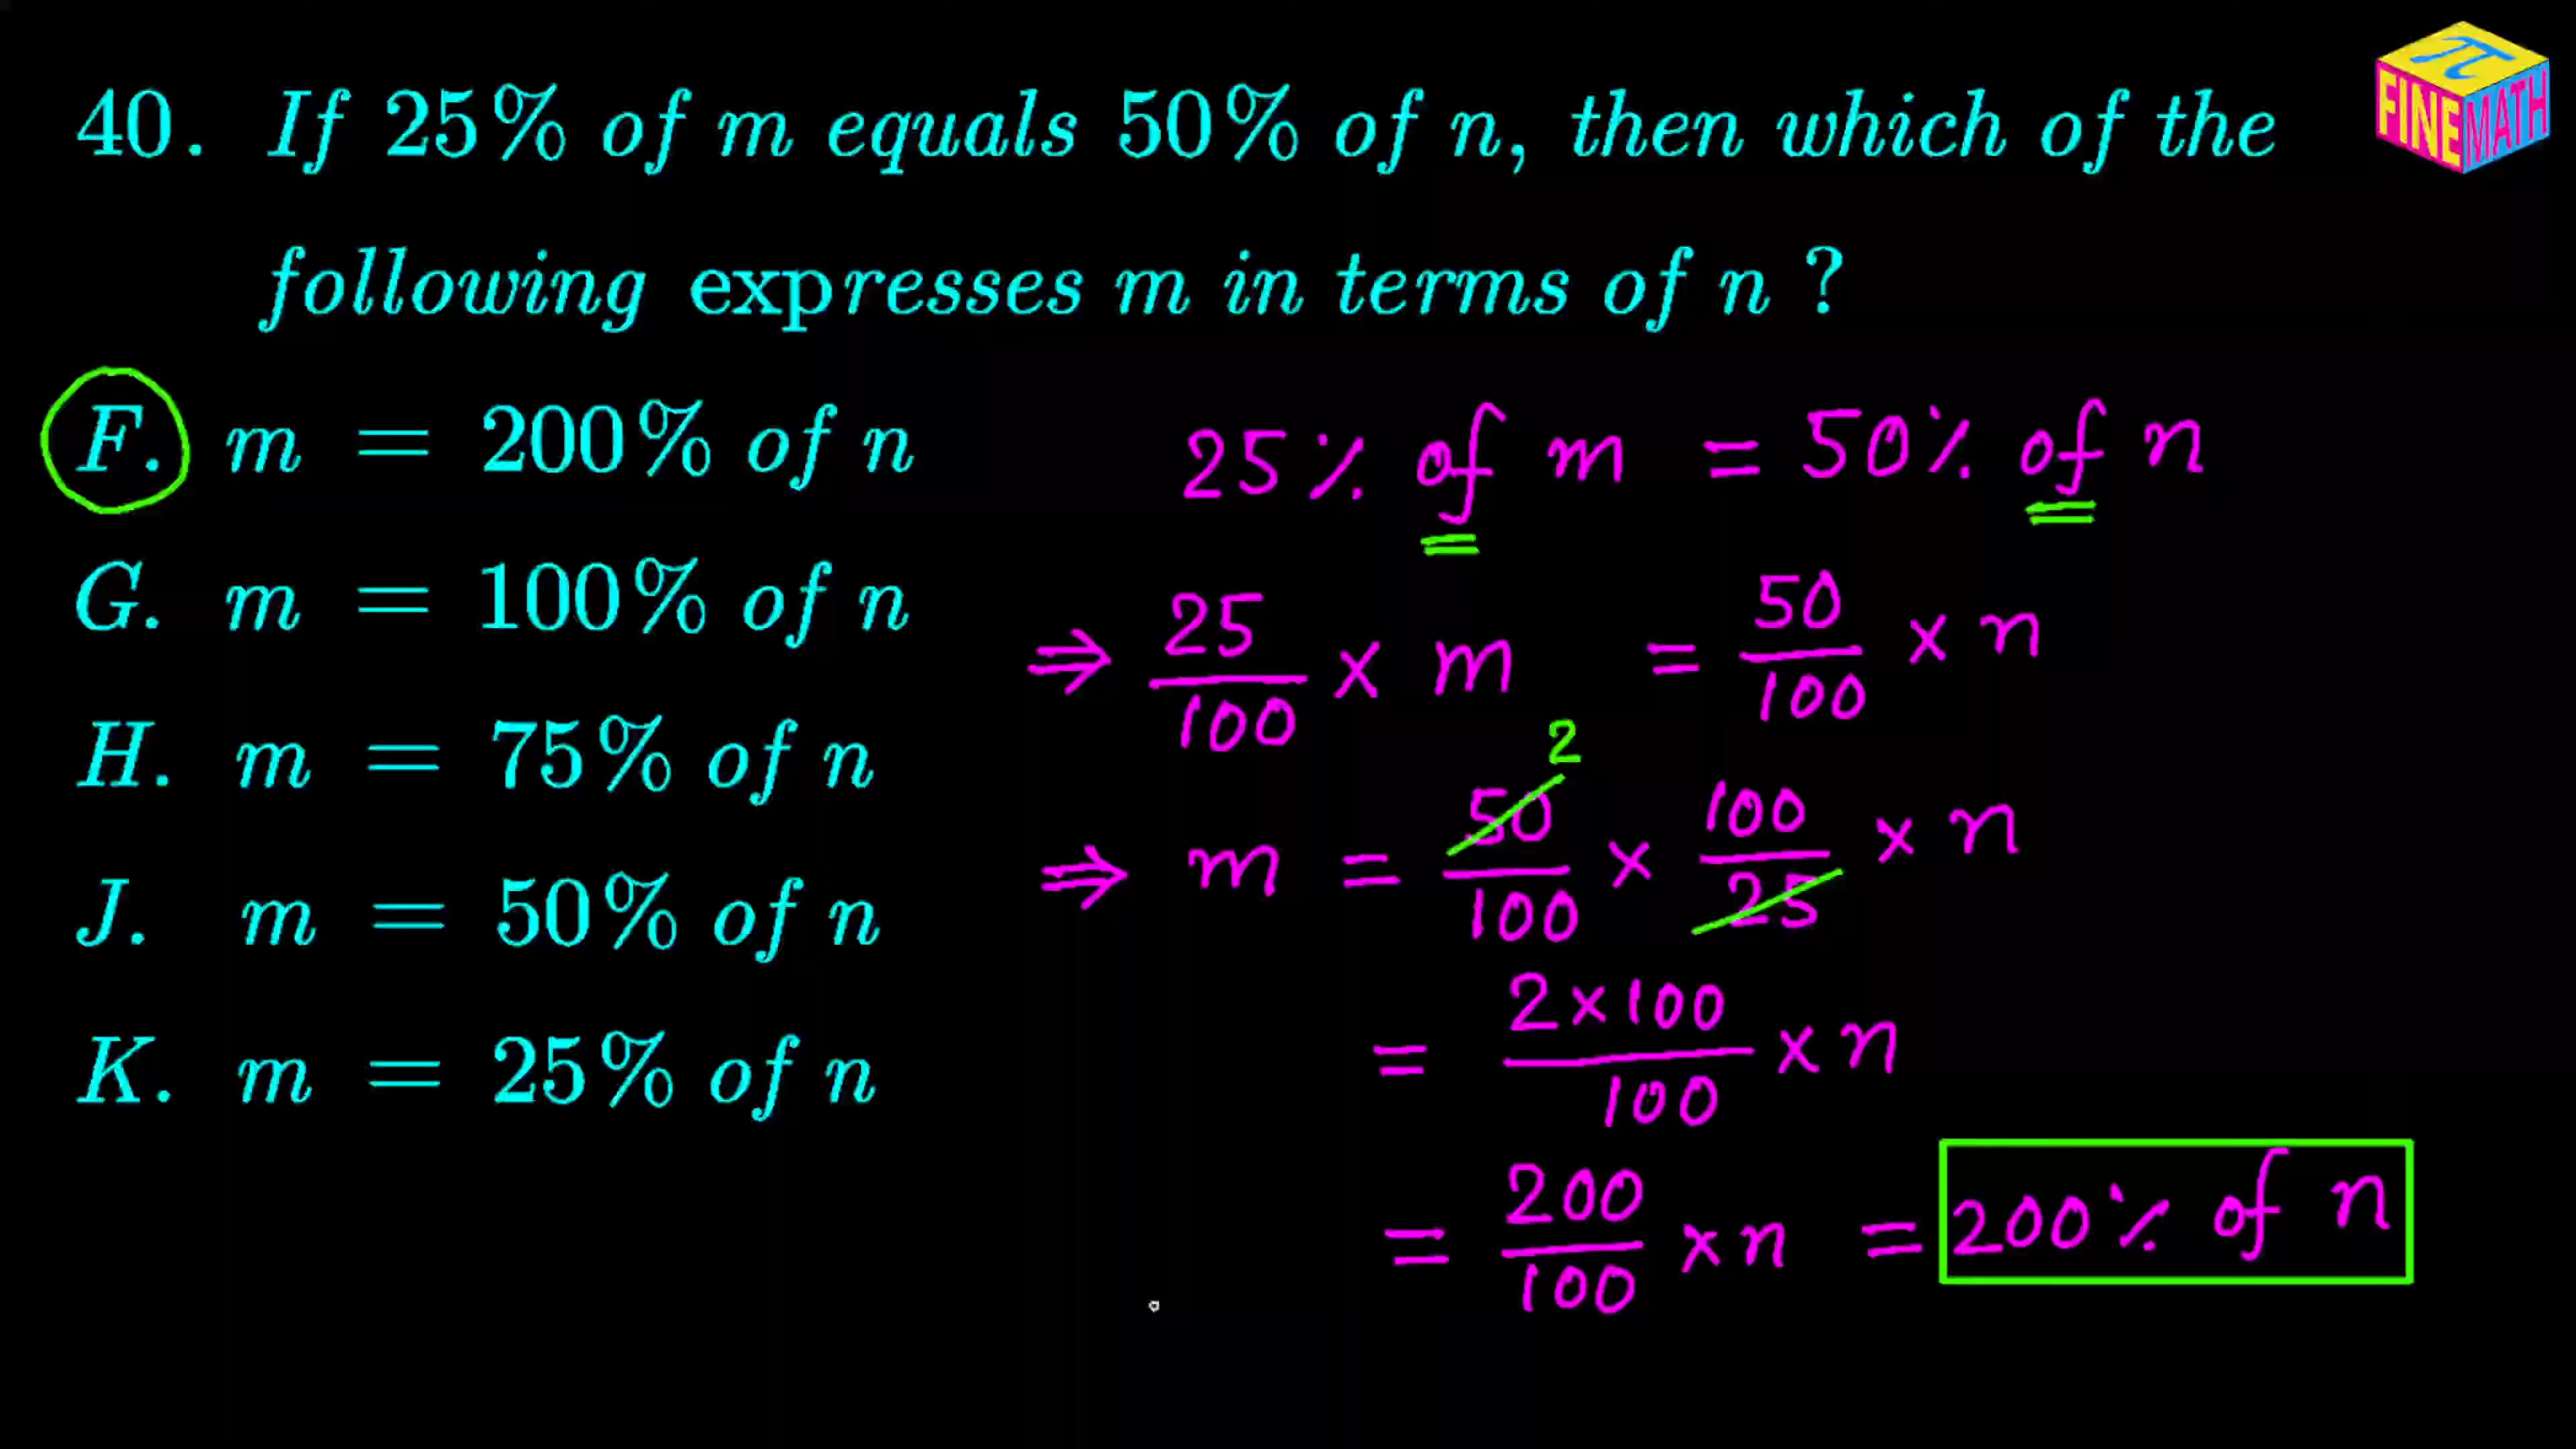 40. If 25% of m equals 50% of n, then which of the
following expresses m in terms of n ?
π
FINEMATH
F. m = 200% of n
G. m = 100% of n
H. m = 75% of n
J. m = 50% of n
K. m = 25% of n
25% of m = 50% of n
⇒ 25/100 × m = 50/100 × n
2
⇒ m = 50/100 × 100/25 × n
= 2×100/100 × n
= 200/100 × n = 200% of n